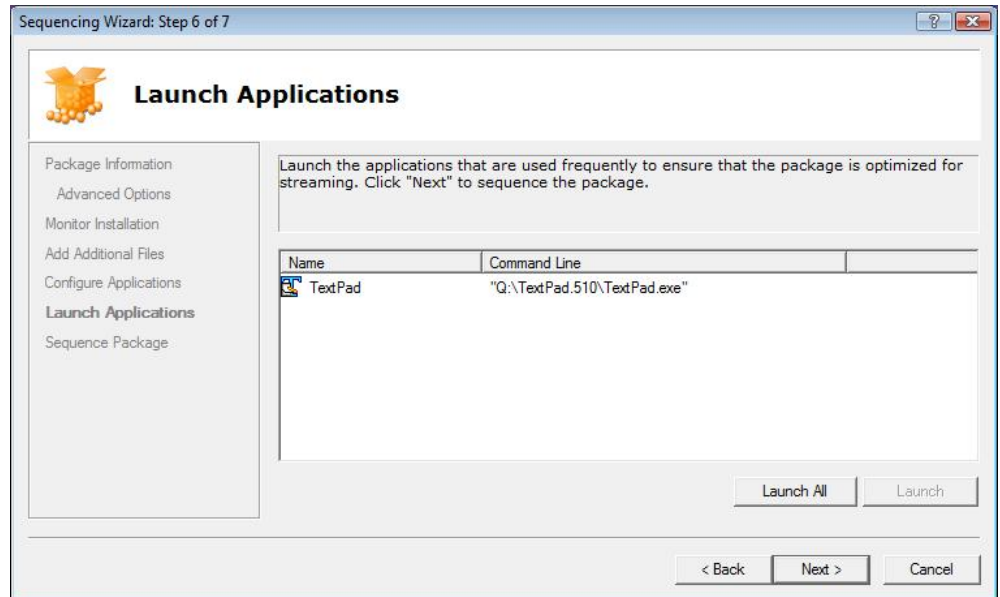 Sequencing Wizard: Step 6 of 7
Launch Applications
Package Information
Advanced Options
Monitor Installation
Add Additional Files
Configure Applications
Launch Applications
Sequence Package
Launch the applications that are used frequently to ensure that the package is optimized for
streaming. Click "Next" to sequence the package.
Name Command Line
TextPad "Q:\TextPad.510\TextPad.exe"
Launch All Launch
< Back Next > Cancel